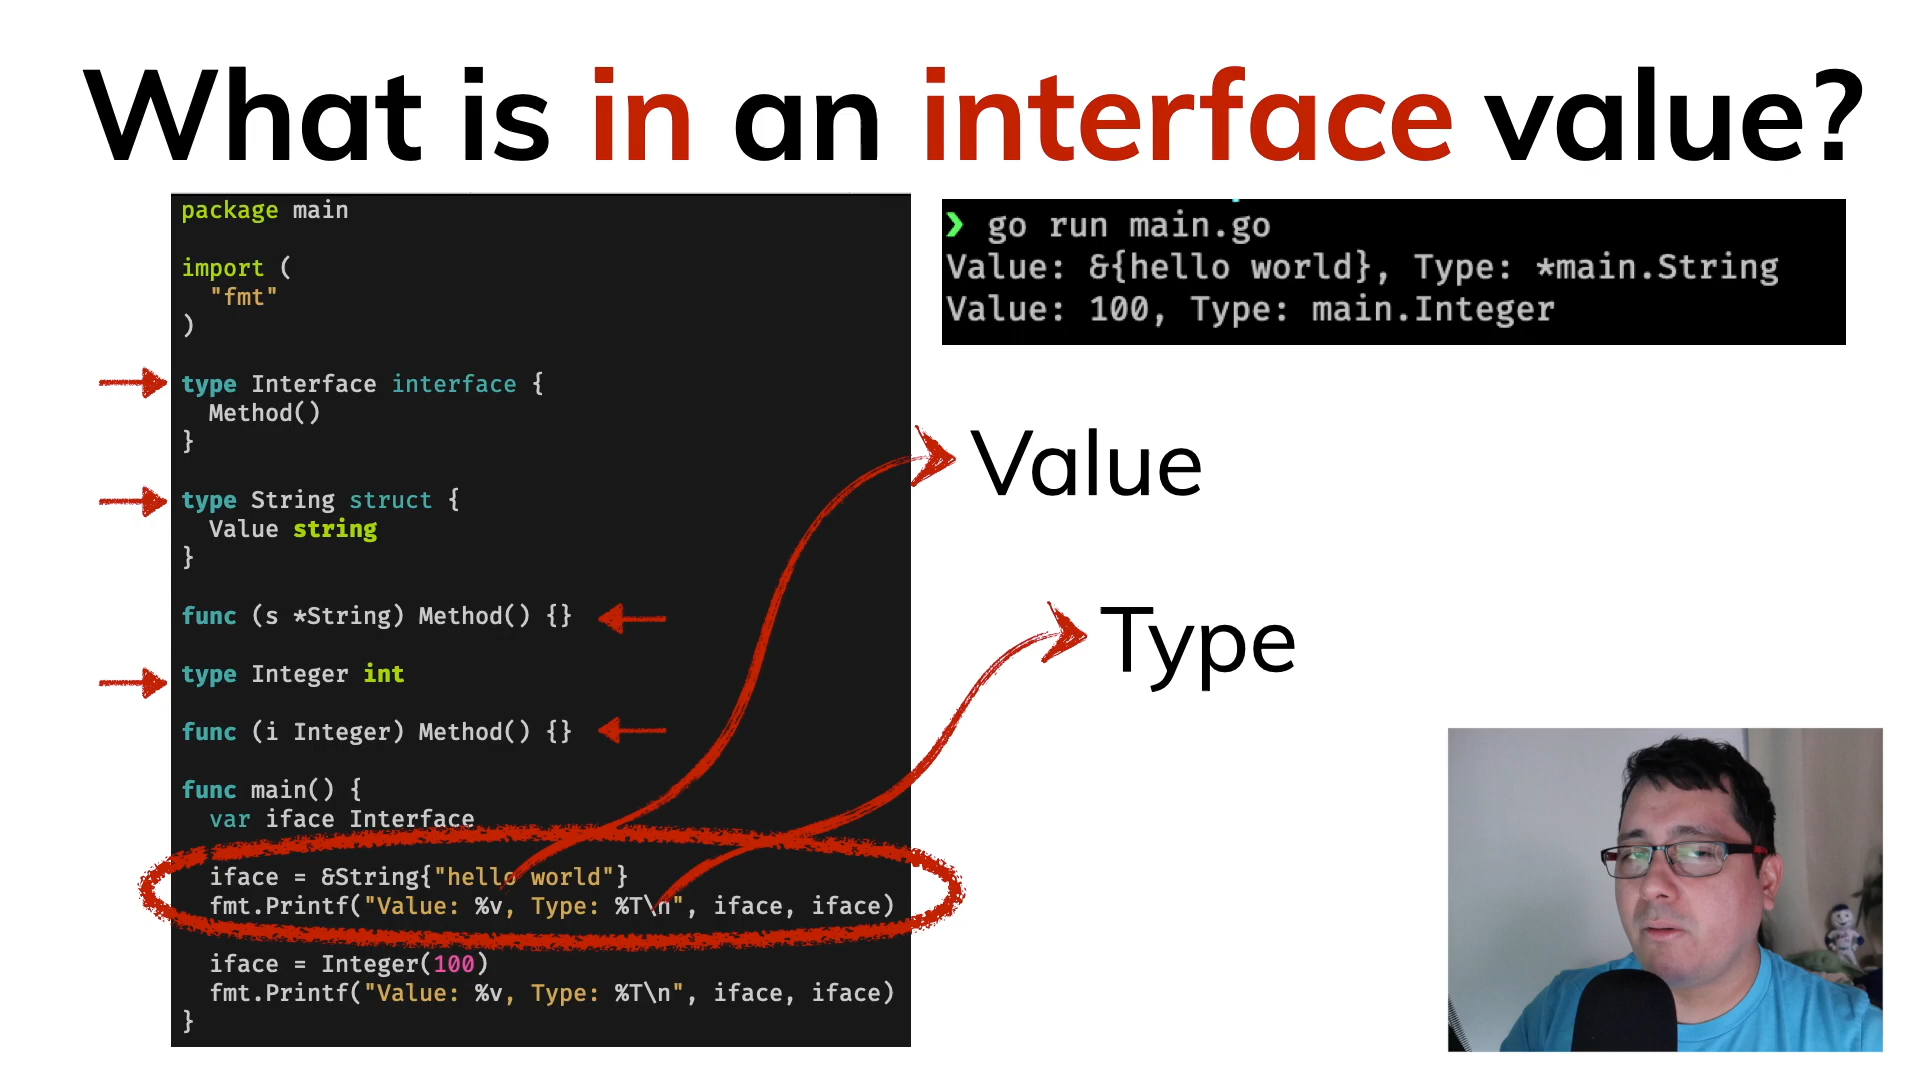 What is in an interface value?
package main
import (
"fmt"
)
type Interface interface {
Method()
}
type String struct {
Value string
}
func (s *String) Method() {}
type Integer int
func (i Integer) Method() {}
func main() {
var iface Interface
iface = &String{"hello world"}
fmt.Printf("Value: %v, Type: %T\n", iface, iface)
iface = Integer(100)
fmt.Printf("Value: %v, Type: %T\n", iface, iface)
}
❯ go run main.go
Value: &{hello world}, Type: *main.String
Value: 100, Type: main.Integer
Value
Type